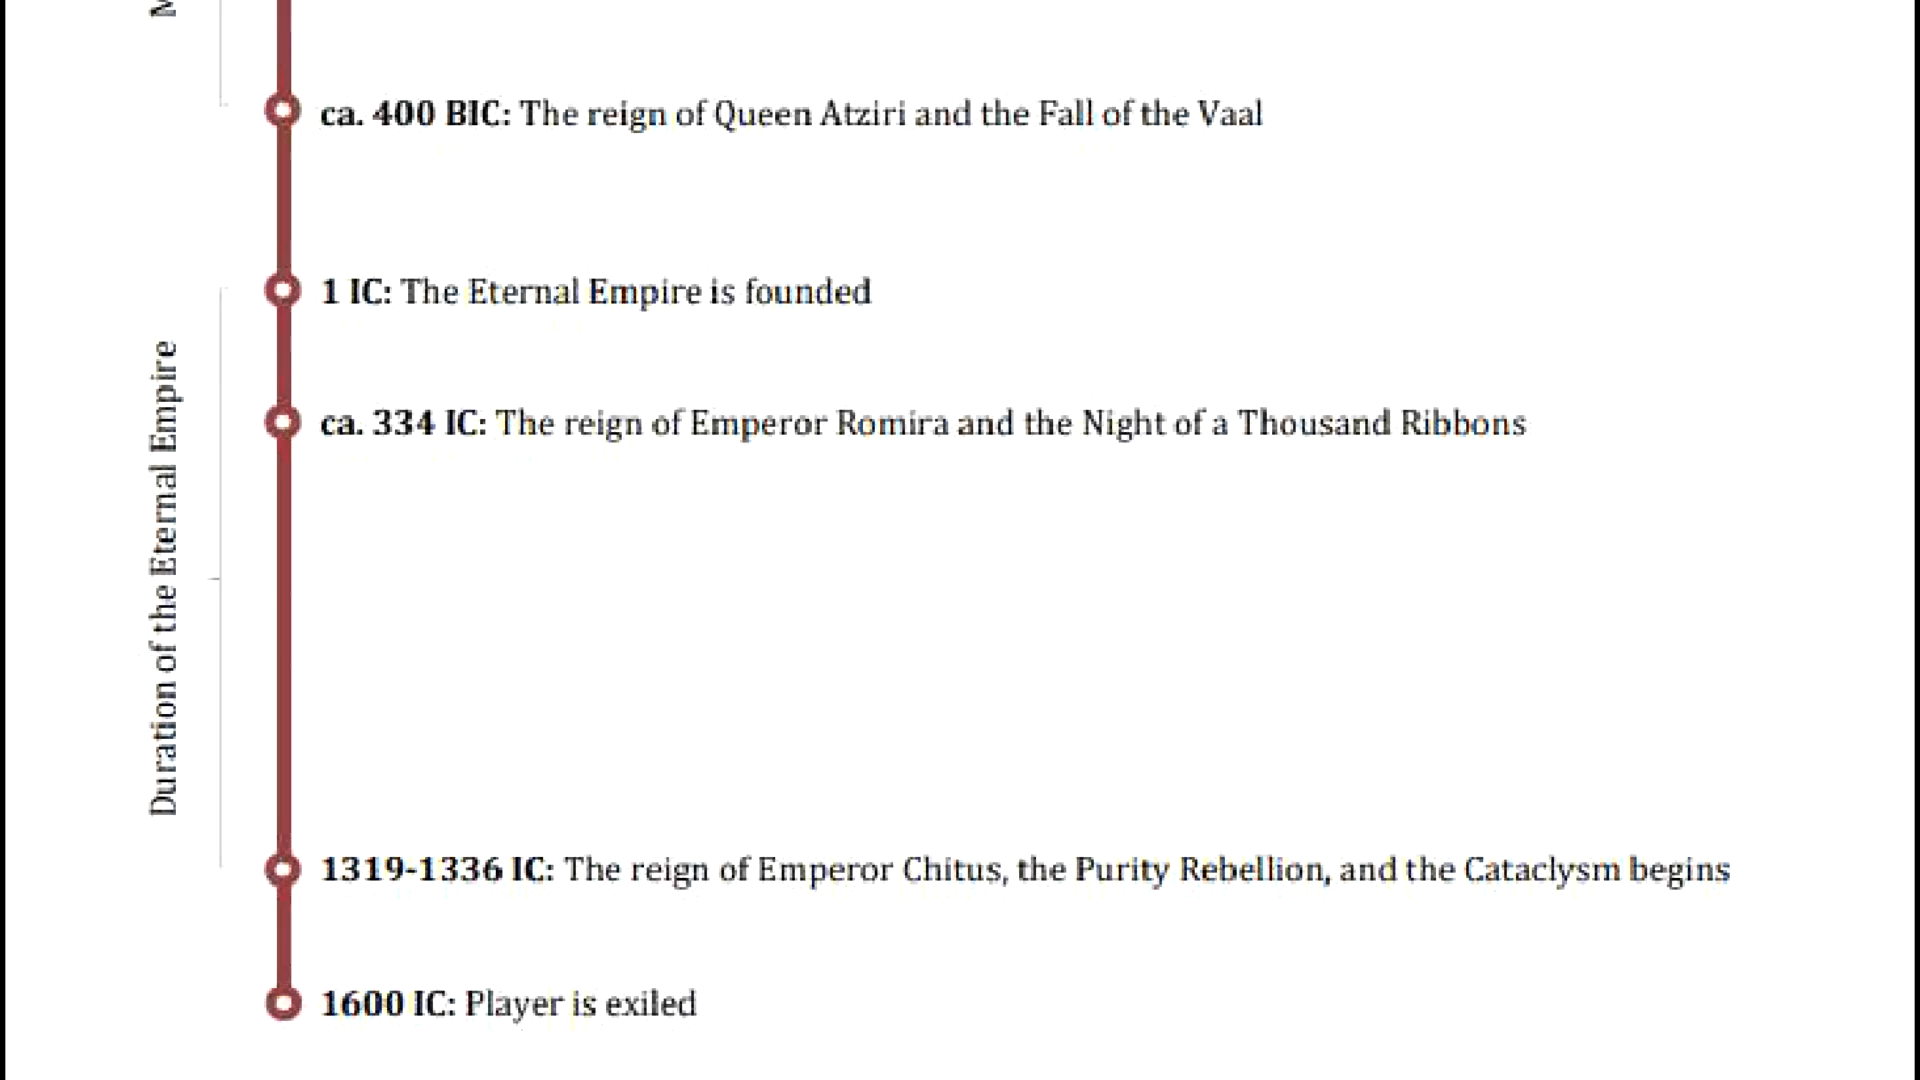 ca. 400 BIC: The reign of Queen Atziri and the Fall of the Vaal
1 IC: The Eternal Empire is founded
ca. 334 IC: The reign of Emperor Romira and the Night of a Thousand Ribbons
Duration of the Eternal Empire
1319-1336 IC: The reign of Emperor Chitus, the Purity Rebellion, and the Cataclysm begins
1600 IC: Player is exiled